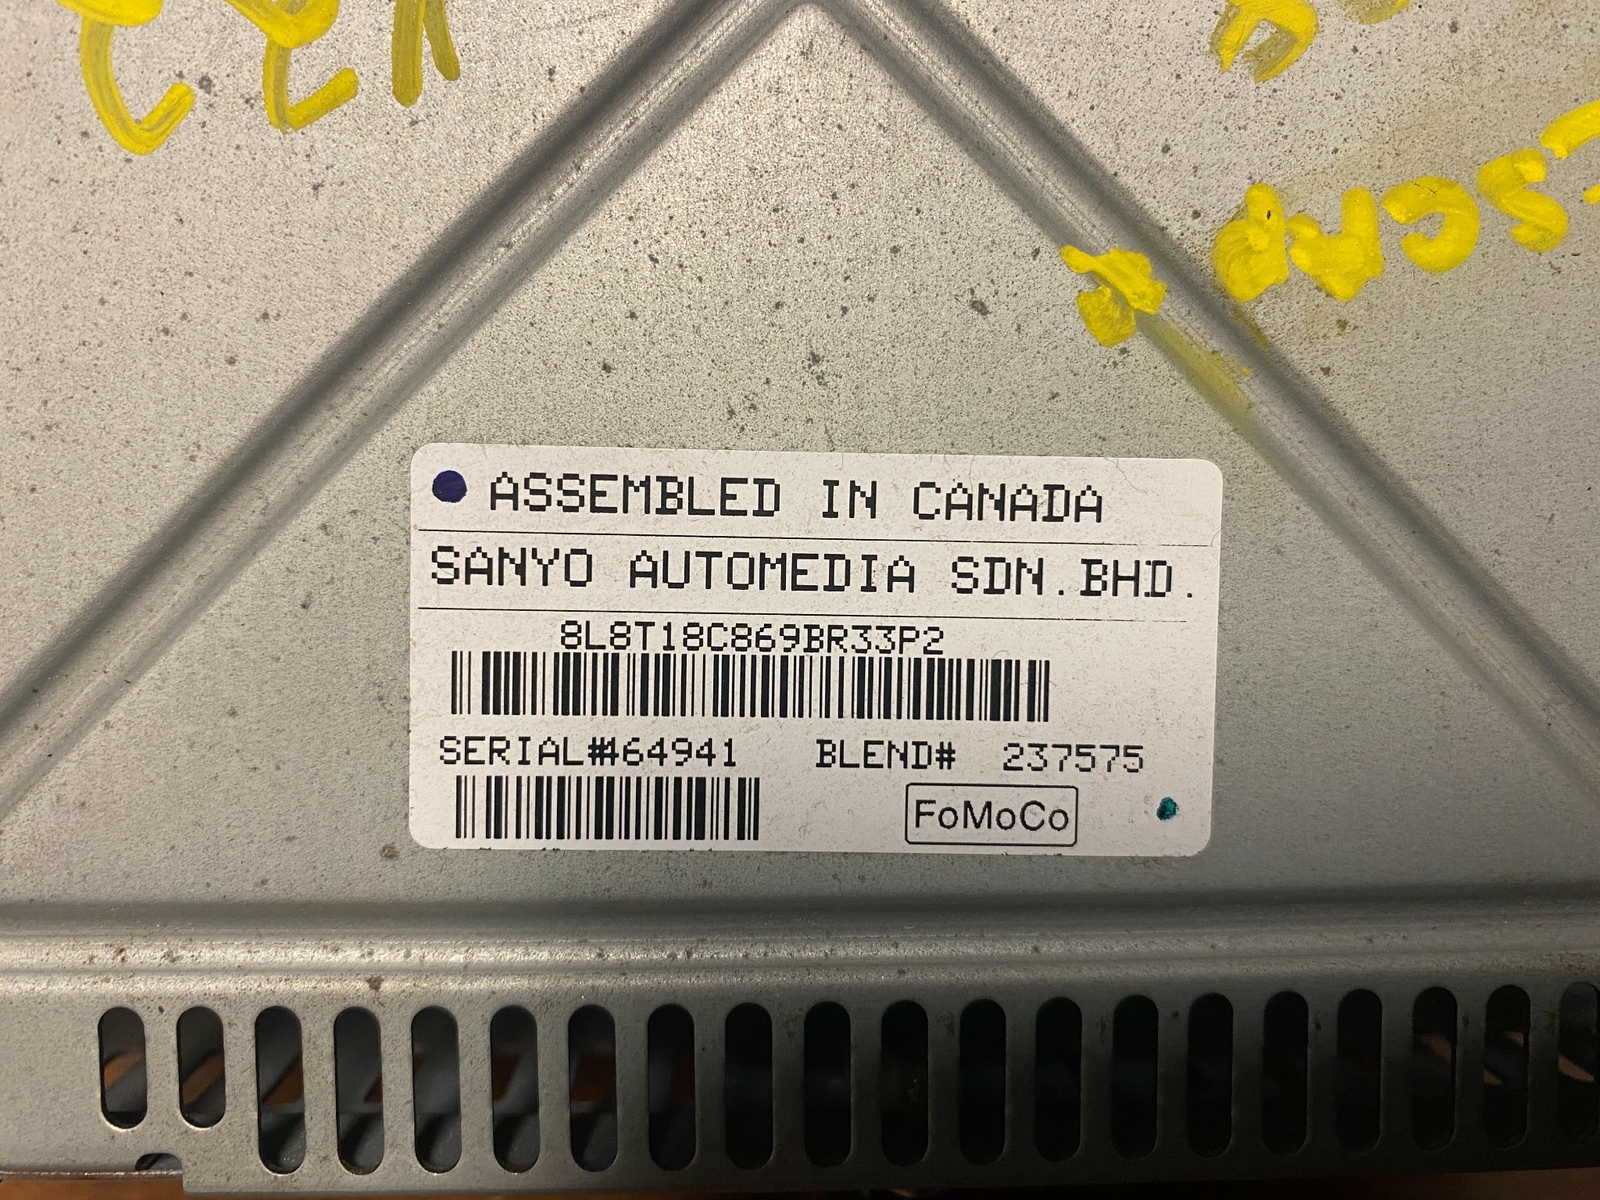 ASSEMBLED IN CANADA
SANYO AUTOMEDIA SDN.BHD.
8L8T18C869BR33P2
SERIAL##64941 BLEND# 237575
FoMoCo